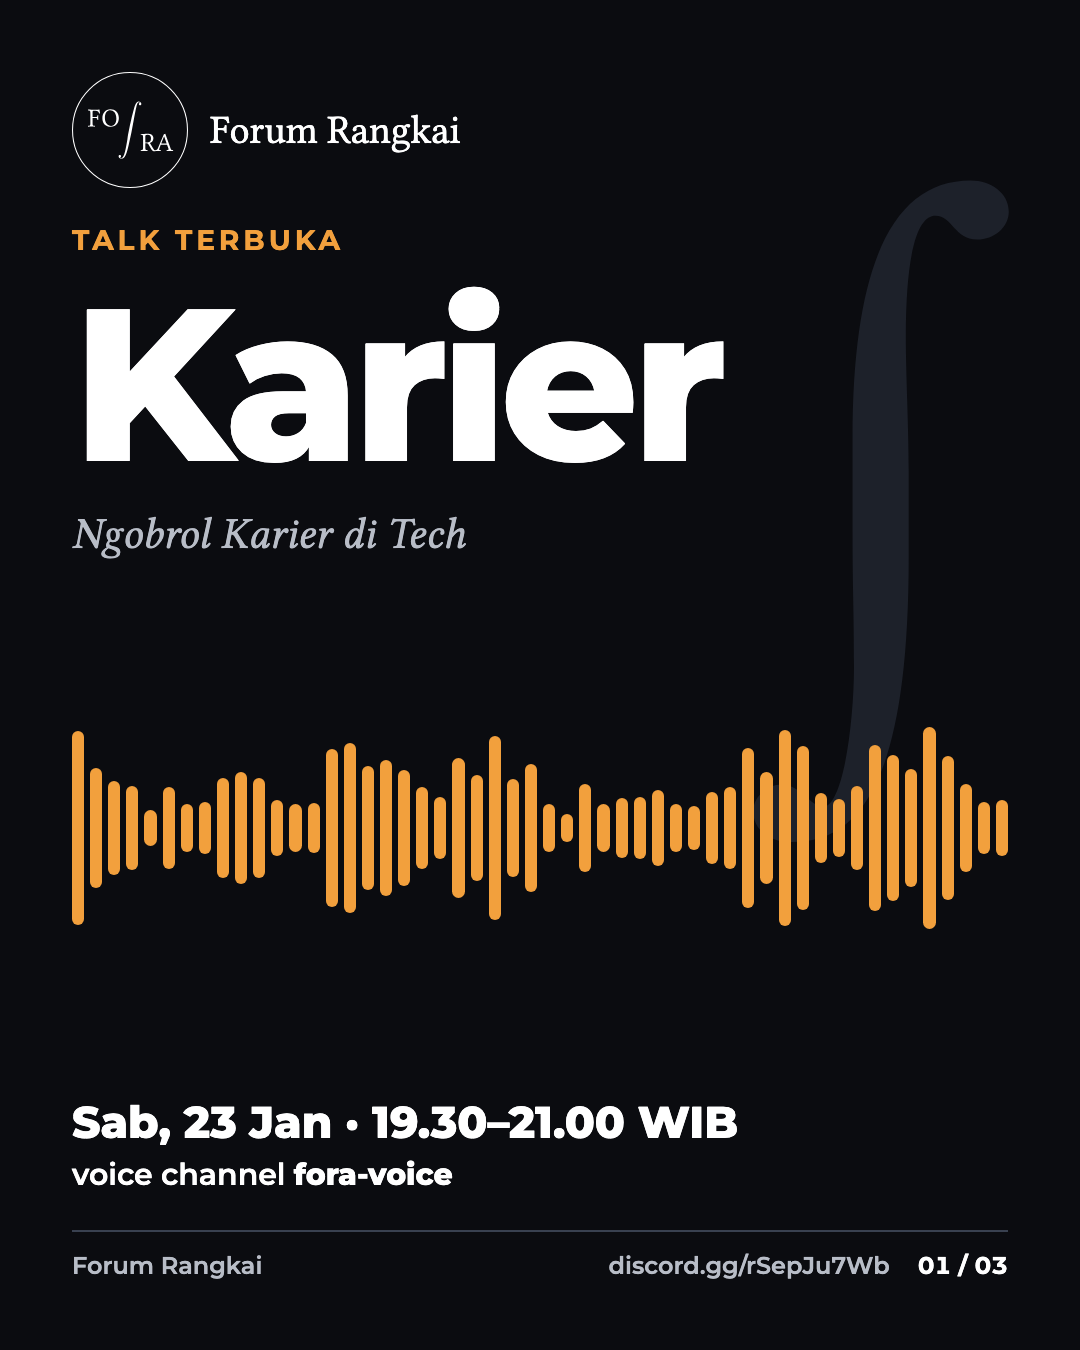 FO
RA
Forum Rangkai
TALK TERBUKA
Karier
Ngobrol Karier di Tech
Sab, 23 Jan · 19.30–21.00 WIB
voice channel fora-voice
Forum Rangkai
discord.gg/rSepJu7Wb 01 / 03